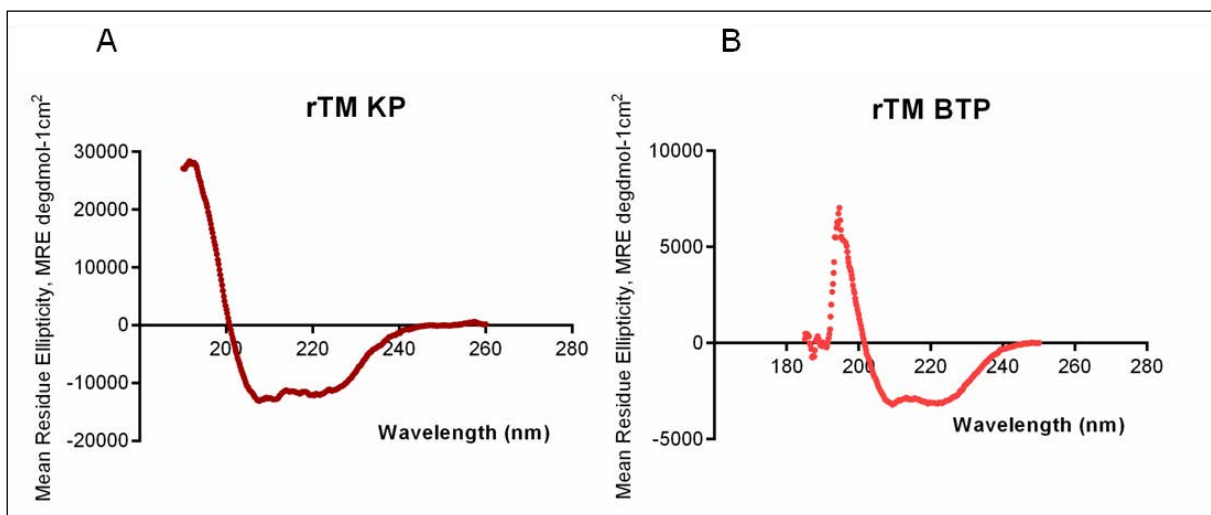 A
rTM KP
Mean Residue Ellipticity, MRE degdmol-1cm²
30000
20000
10000
0
-10000
-20000
200
220
240
260
280
Wavelength (nm)
B
rTM BTP
Mean Residue Ellipticity, MRE degdmol-1cm²
10000
5000
0
-5000
180
200
220
240
260
280
Wavelength (nm)